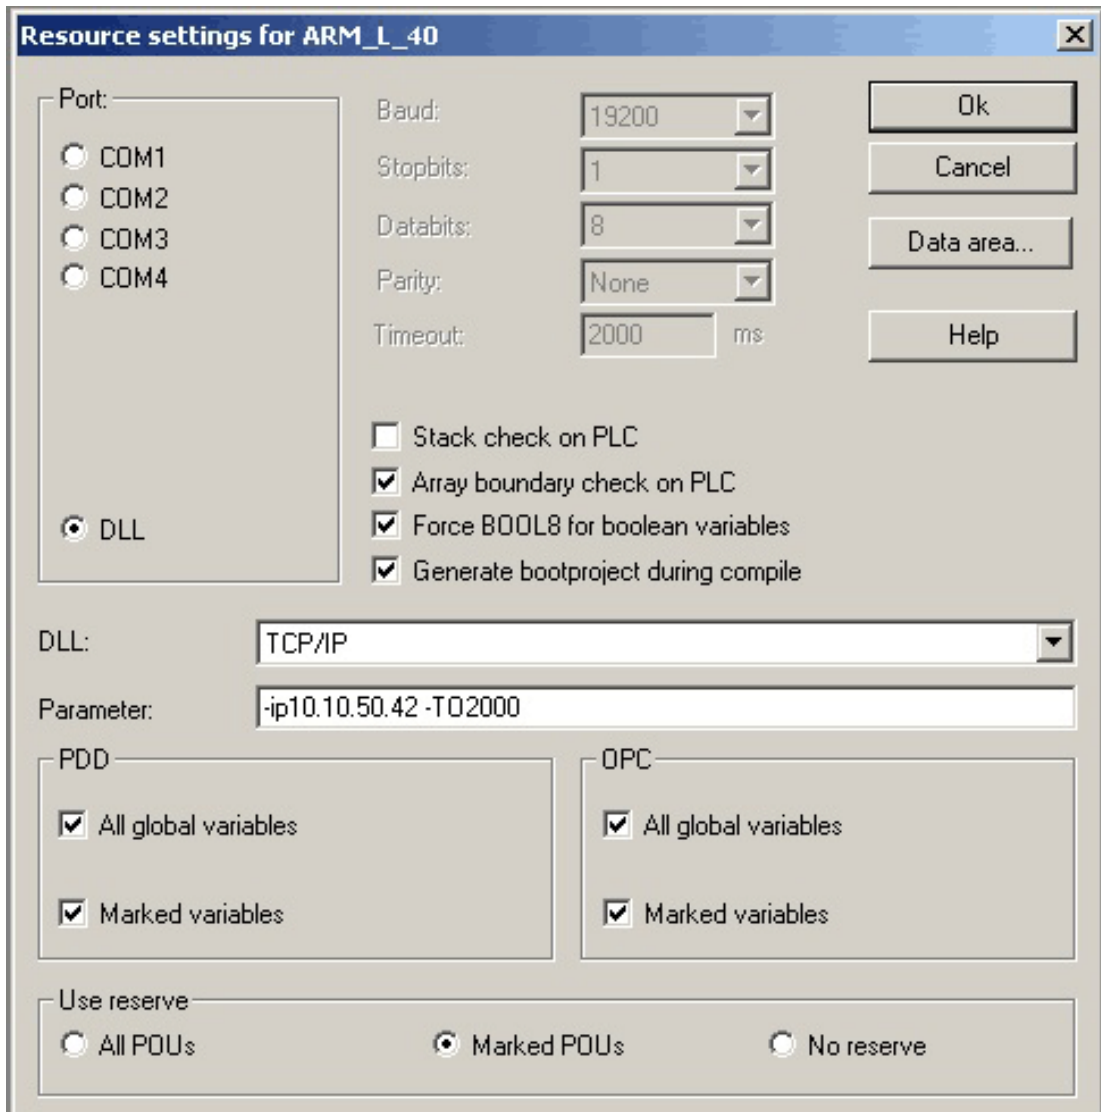 Resource settings for ARM_L_40
Port:
COM1
COM2
COM3
COM4
DLL
Baud: 19200
Stopbits: 1
Databits: 8
Parity: None
Timeout: 2000 ms
Ok
Cancel
Data area...
Help
Stack check on PLC
Array boundary check on PLC
Force BOOL8 for boolean variables
Generate bootproject during compile
DLL: TCP/IP
Parameter: -ip10.10.50.42 -TO2000
PDD
All global variables
Marked variables
OPC
All global variables
Marked variables
Use reserve
All POUs Marked POUs No reserve